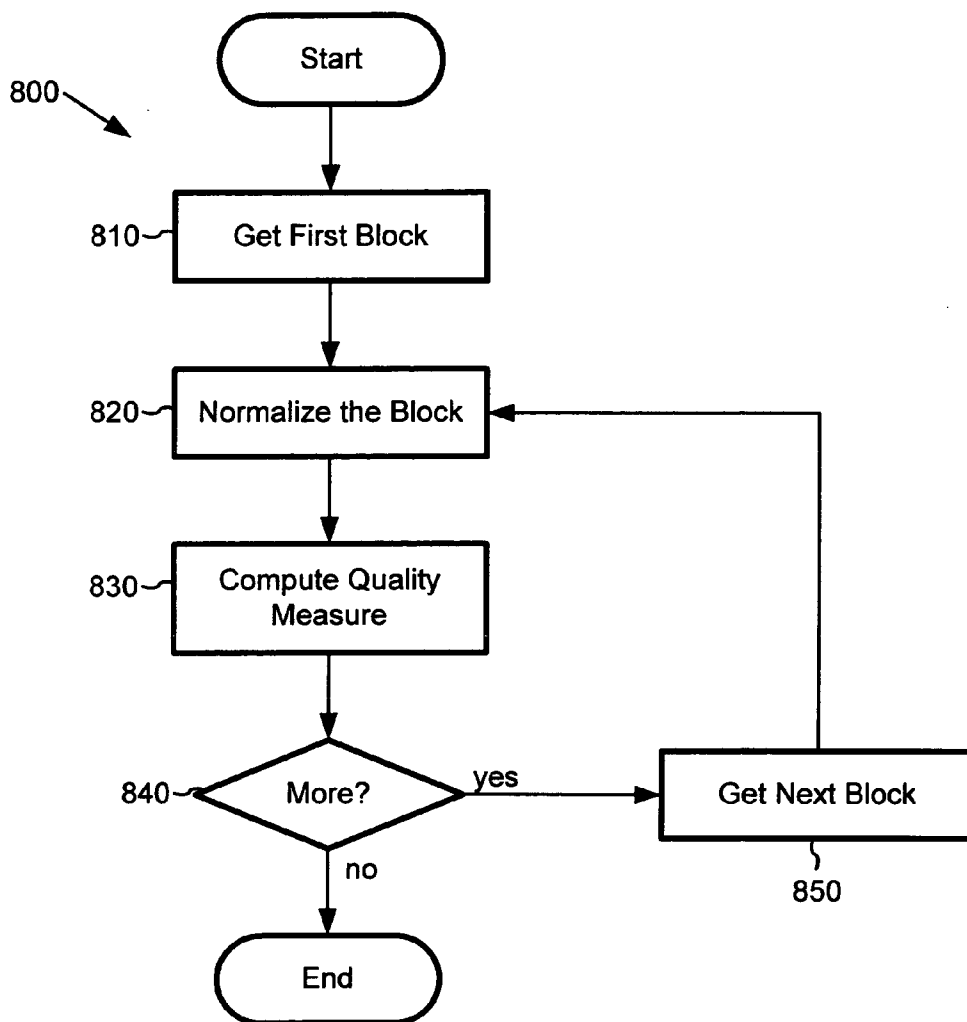 Start
800
810
Get First Block
820
Normalize the Block
830
Compute Quality
Measure
840
More?
yes
Get Next Block
850
no
End